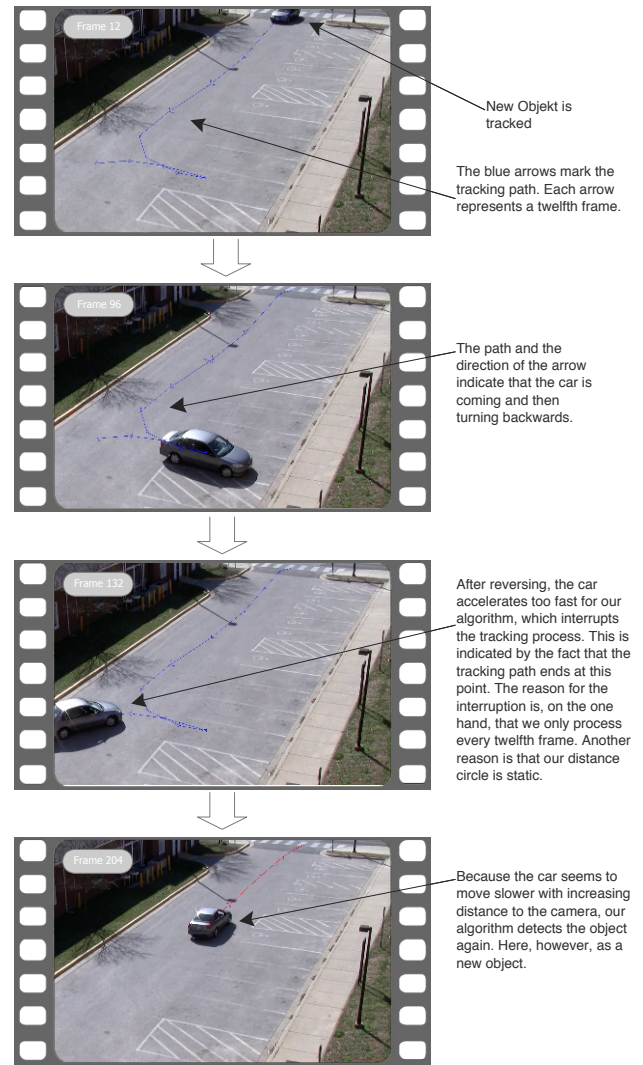 Frame 12
New Objekt is
tracked
The blue arrows mark the
tracking path. Each arrow
represents a twelfth frame.
Frame 96
The path and the
direction of the arrow
indicate that the car is
coming and then
turning backwards.
Frame 132
After reversing, the car
accelerates too fast for our
algorithm, which interrupts
the tracking process. This is
indicated by the fact that the
tracking path ends at this
point. The reason for the
interruption is, on the one
hand, that we only process
every twelfth frame. Another
reason is that our distance
circle is static.
Frame 204
Because the car seems to
move slower with increasing
distance to the camera, our
algorithm detects the object
again. Here, however, as a
new object.